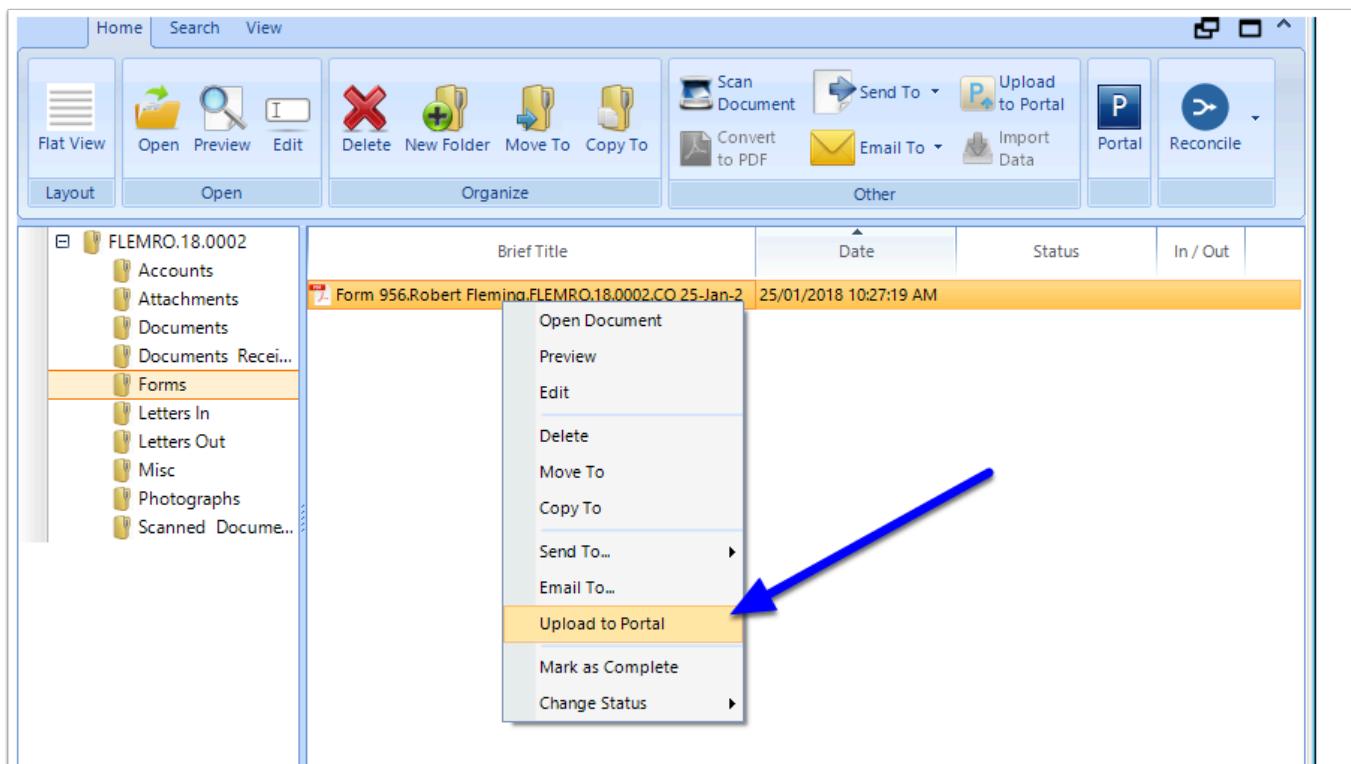 Home Search View
Flat View
Open Preview Edit
Delete New Folder Move To Copy To
Scan Document
Convert to PDF
Send To
Email To
Upload to Portal
Import Data
Portal
Reconcile
Layout
Open
Organize
Other
FLEMRO.18.0002
Accounts
Attachments
Documents
Documents Recei...
Forms
Letters In
Letters Out
Misc
Photographs
Scanned Docume...
Brief Title Date Status In / Out
Form 956.Robert Fleming.FLEMRO.18.0002.CO 25-Jan-2 25/01/2018 10:27:19 AM
Open Document
Preview
Edit
Delete
Move To
Copy To
Send To...
Email To...
Upload to Portal
Mark as Complete
Change Status